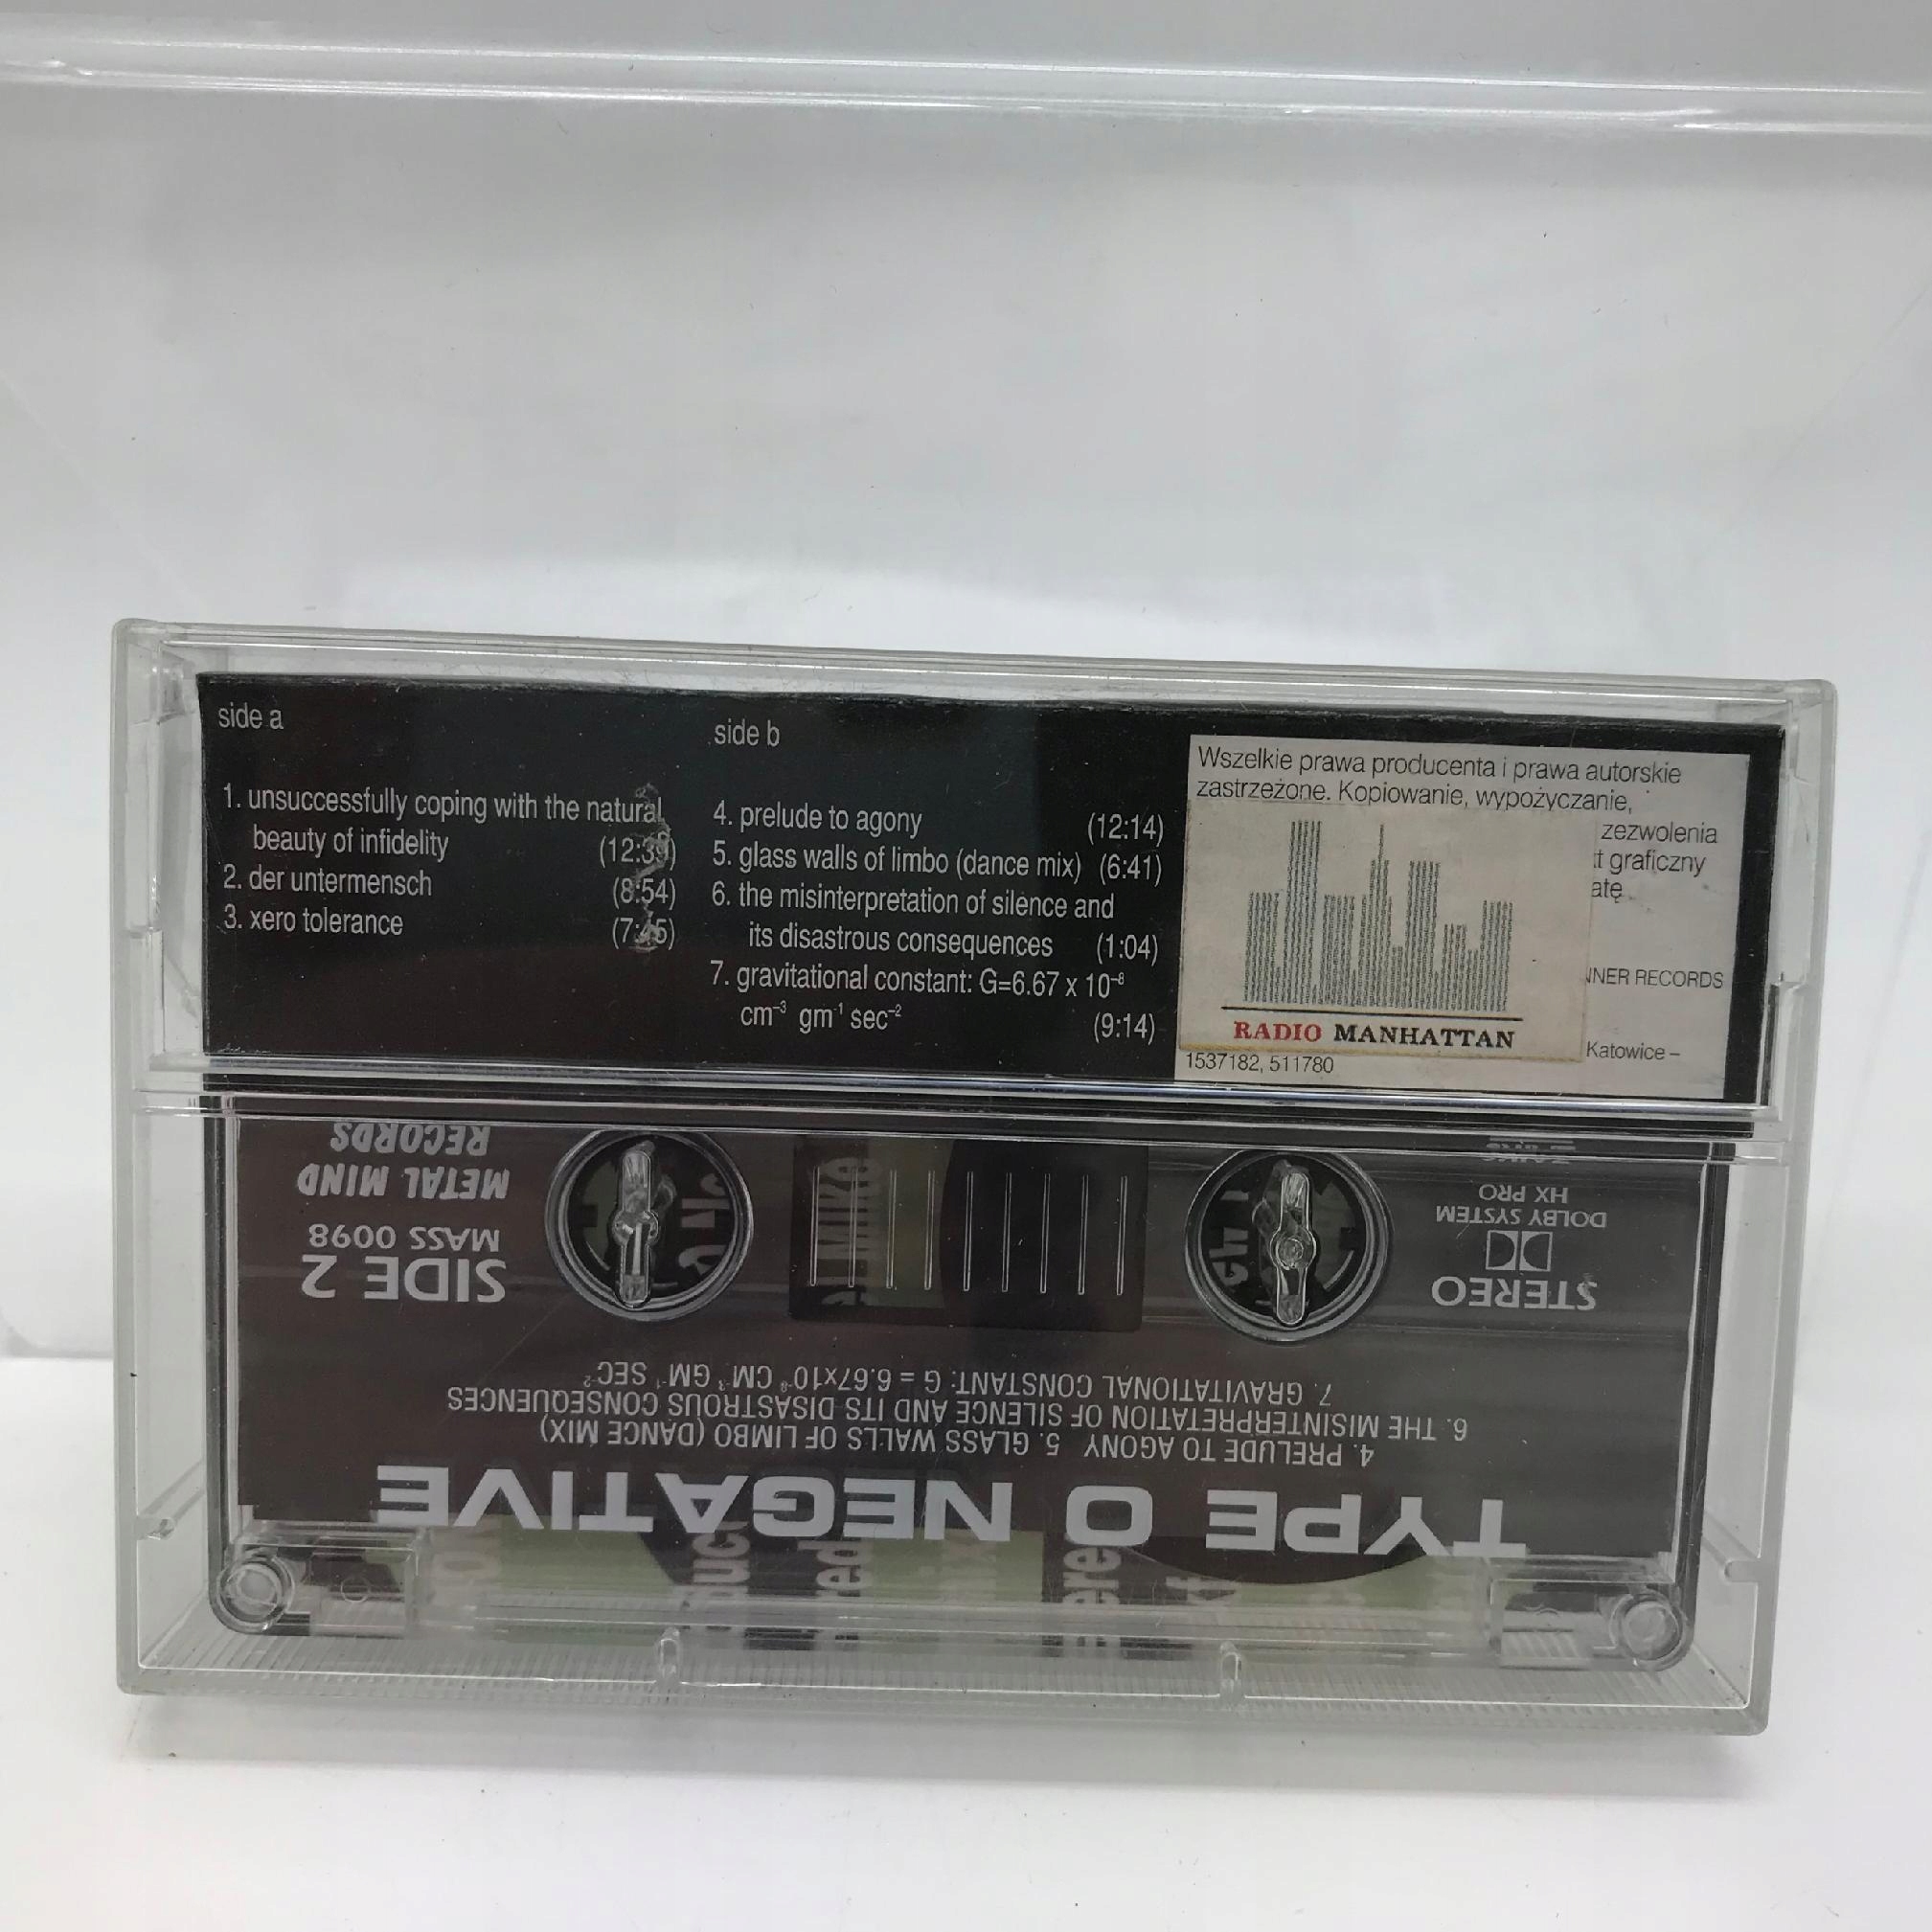 side a
1. unsuccessfully coping with the natural
beauty of infidelity (12:39)
2. der untermensch (8:54)
3. xero tolerance (7:45)
side b
4. prelude to agony (12:14)
5. glass walls of limbo (dance mix) (6:41)
6. the misinterpretation of silence and
its disastrous consequences (1:04)
7. gravitational constant: G=6.67 x 10⁻⁸
cm⁻³ gm⁻¹ sec⁻² (9:14)
Wszelkie prawa producenta i prawa autorskie
zastrzeżone. Kopiowanie, wypożyczanie,
zezwolenia
graficzny
RECORDS
Katowice –
1537182, 511780
RADIO MANHATTAN
TYPE O NEGATIVE
4. PRELUDE TO AGONY 5. GLASS WALLS OF LIMBO (DANCE MIX)
6. THE MISINTERPRETATION OF SILENCE AND ITS DISASTROUS CONSEQUENCES
7. GRAVITATIONAL CONSTANT: G = 6.67x10⁻⁸ CM⁻³ GM⁻¹ SEC⁻²
STEREO
DOLBY SYSTEM
HX PRO
SIDE 2
MASS 0098
METAL MIND
RECORDS